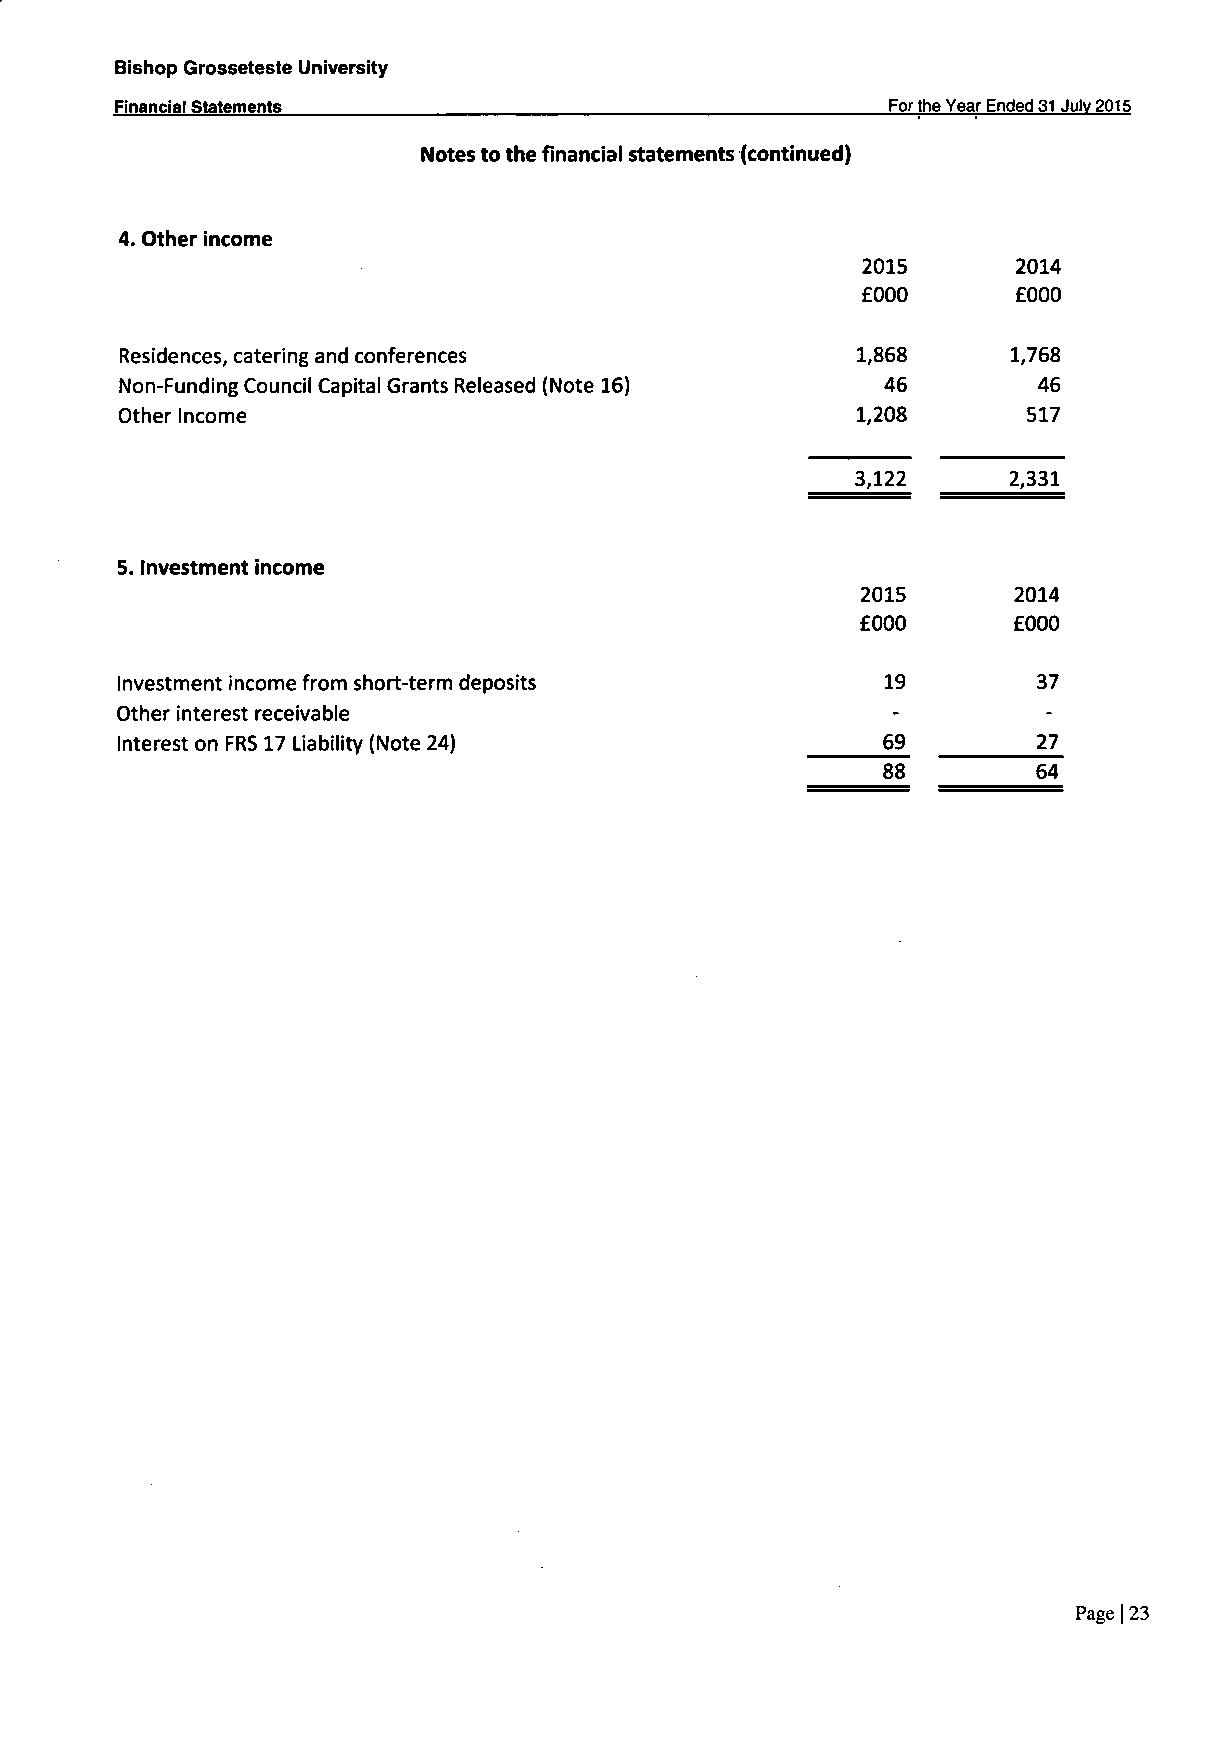 Bishop Grosseteste University
Financial Statements For the Year Ended 31 July 2015
Notes to the financial statements (continued)
4. Other income
2015 2014
£000 £000
Residences, catering and conferences 1,868 1,768
Non-Funding Council Capital Grants Released (Note 16) 46 46
Other Income 1,208 517
3,122 2,331
5. Investment income
2015 2014
£000 £000
Investment income from short-term deposits 19 37
Other interest receivable - -
Interest on FRS 17 Liability (Note 24) 69 27
88 64
Page | 23